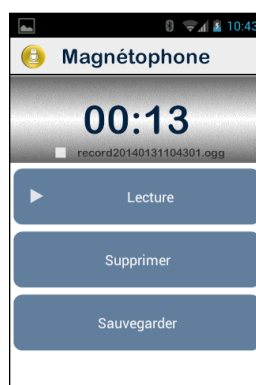 10:43
Magnétophone
00:13
record20140131104301.ogg
Lecture
Supprimer
Sauvegarder